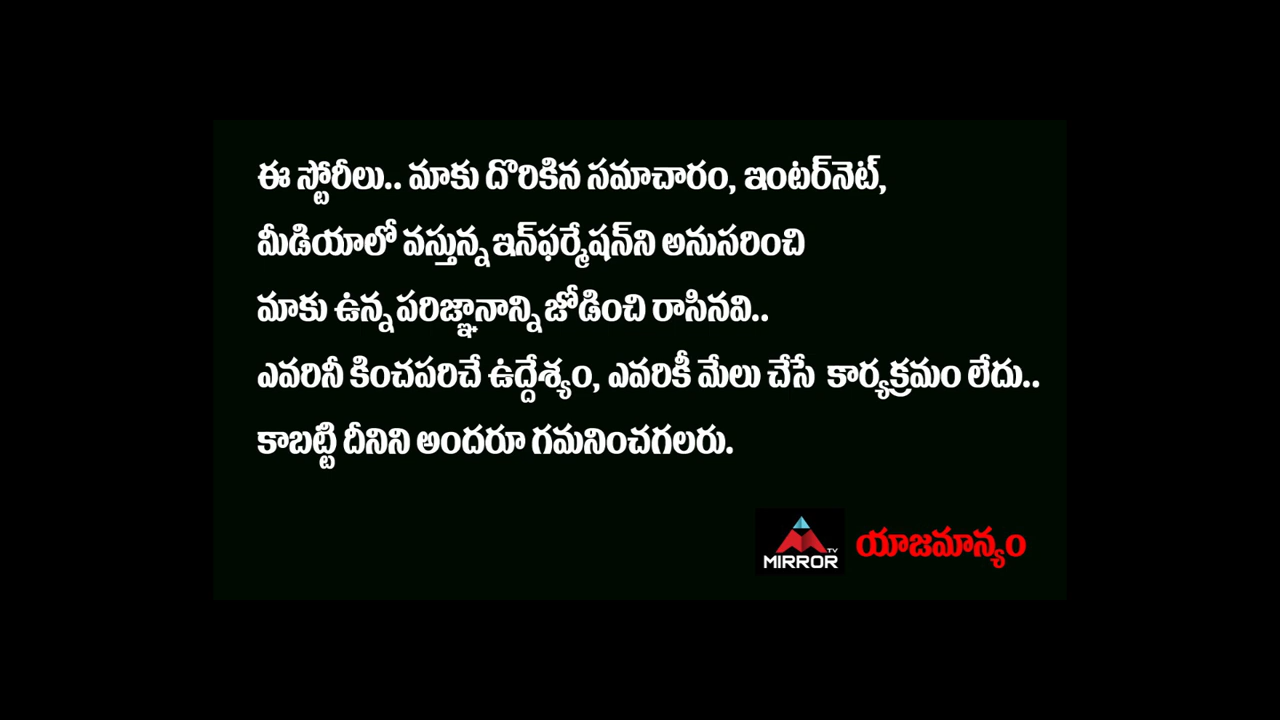 ఈ స్టోరీలు.. మాకు దొరికిన సమాచారం, ఇంటర్‌నెట్,
మీడియాలో వస్తున్న ఇన్‌ఫర్మేషన్‌ని అనుసరించి
మాకు ఉన్న పరిజ్ఞానాన్ని జోడించి రాసినవి..
ఎవరినీ కించపరిచే ఉద్దేశ్యం, ఎవరికీ మేలు చేసే కార్యక్రమం లేదు..
కాబట్టి దీనిని అందరూ గమనించగలరు.
TV
MIRROR యాజమాన్యం